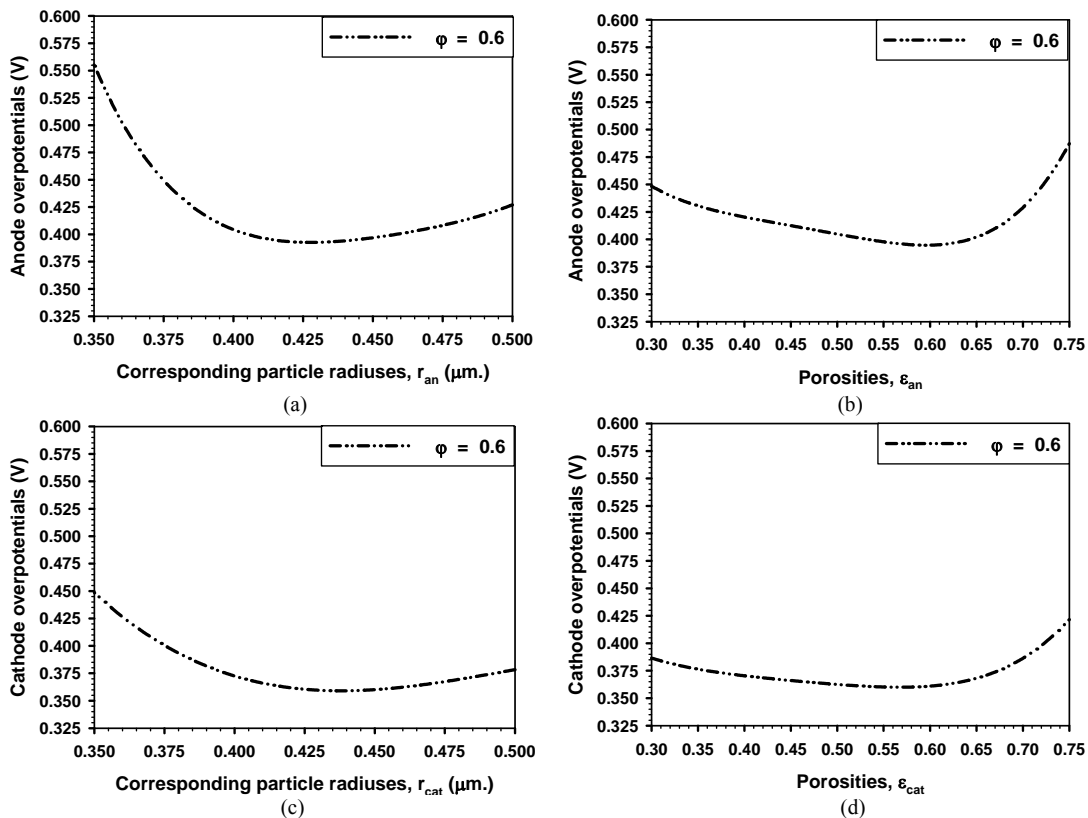 0.600
0.575
0.550
0.525
0.500
0.475
0.450
0.425
0.400
0.375
0.350
0.325
Anode overpotentials (V)
φ = 0.6
0.350 0.375 0.400 0.425 0.450 0.475 0.500
Corresponding particle radiuses, r_an (μm.)
(a)
0.600
0.575
0.550
0.525
0.500
0.475
0.450
0.425
0.400
0.375
0.350
0.325
Anode overpotentials (V)
φ = 0.6
0.30 0.35 0.40 0.45 0.50 0.55 0.60 0.65 0.70 0.75
Porosities, ε_an
(b)
0.600
0.575
0.550
0.525
0.500
0.475
0.450
0.425
0.400
0.375
0.350
0.325
Cathode overpotentials (V)
φ = 0.6
0.350 0.375 0.400 0.425 0.450 0.475 0.500
Corresponding particle radiuses, r_cat (μm.)
(c)
0.600
0.575
0.550
0.525
0.500
0.475
0.450
0.425
0.400
0.375
0.350
0.325
Cathode overpotentials (V)
φ = 0.6
0.30 0.35 0.40 0.45 0.50 0.55 0.60 0.65 0.70 0.75
Porosities, ε_cat
(d)